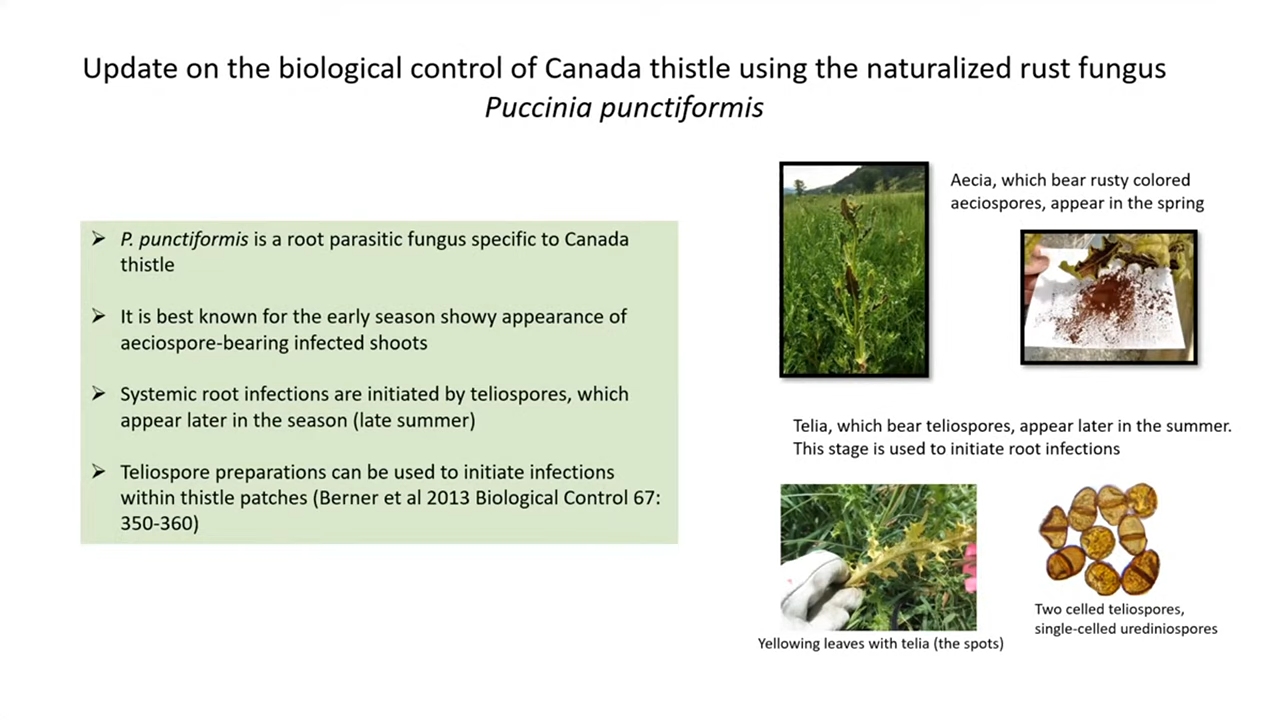 Update on the biological control of Canada thistle using the naturalized rust fungus
Puccinia punctiformis
➢ P. punctiformis is a root parasitic fungus specific to Canada
thistle
➢ It is best known for the early season showy appearance of
aeciospore-bearing infected shoots
➢ Systemic root infections are initiated by teliospores, which
appear later in the season (late summer)
➢ Teliospore preparations can be used to initiate infections
within thistle patches (Berner et al 2013 Biological Control 67:
350-360)
Aecia, which bear rusty colored
aeciospores, appear in the spring
Telia, which bear teliospores, appear later in the summer.
This stage is used to initiate root infections
Yellowing leaves with telia (the spots)
Two celled teliospores,
single-celled urediniospores